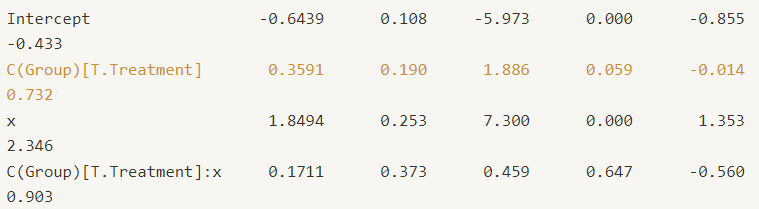 Intercept -0.6439 0.108 -5.973 0.000 -0.855
-0.433
C(Group)[T.Treatment] 0.3591 0.190 1.886 0.059 -0.014
0.732
x 1.8494 0.253 7.300 0.000 1.353
2.346
C(Group)[T.Treatment]:x 0.1711 0.373 0.459 0.647 -0.560
0.903